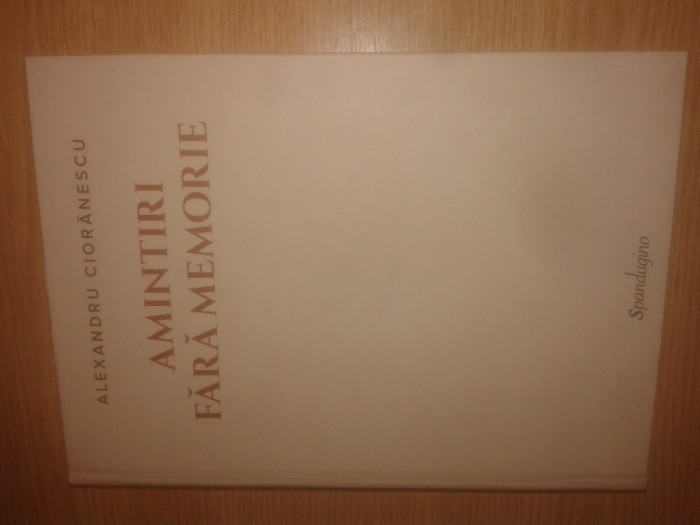 ALEXANDRU CIORĂNESCU
AMINTIRI
FĂRĂ MEMORIE
Spandugino